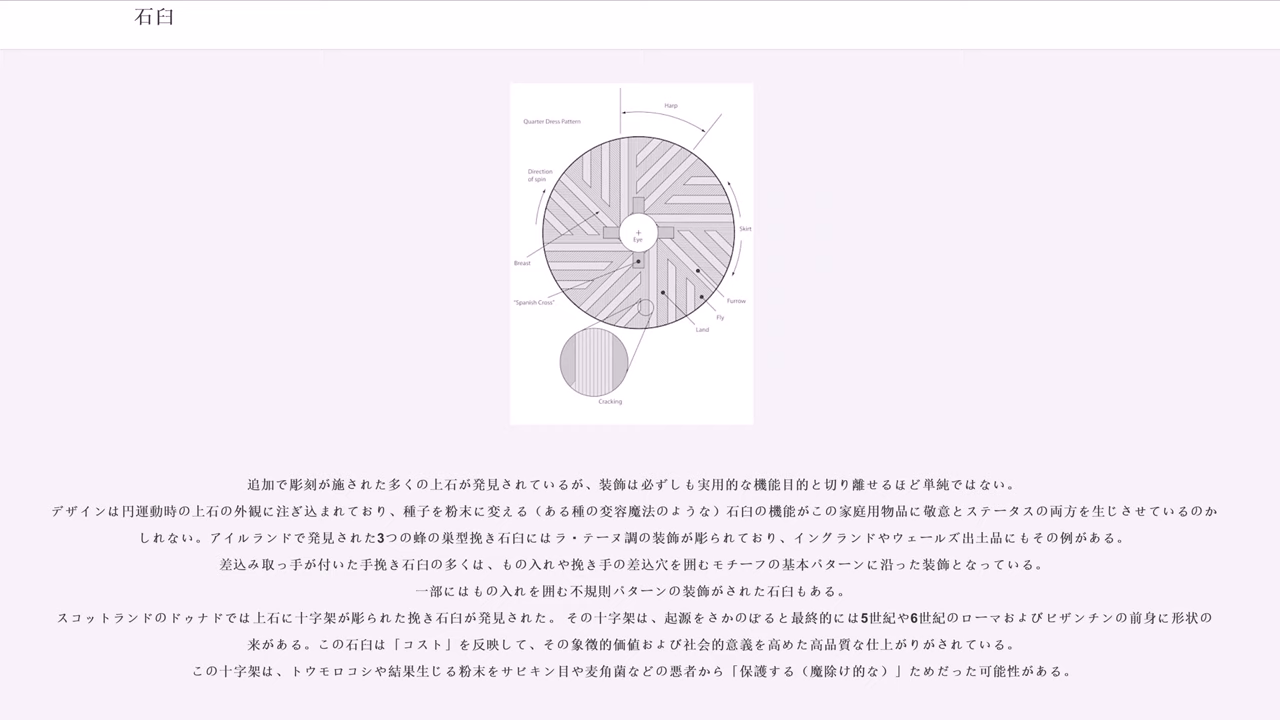 石臼
Harp
Quarter Dress Pattern
Direction
of spin
Eye
Skirt
Breast
"Spanish Cross"
Furrow
Fly
Land
Cracking
追加で彫刻が施された多くの上石が発見されているが、装飾は必ずしも実用的な機能目的と切り離せるほど単純ではない。
デザインは円運動時の上石の外観に注ぎ込まれており、種子を粉末に変える（ある種の変容魔法のような）石臼の機能がこの家庭用物品に敬意とステータスの両方を生じさせているのか
しれない。アイルランドで発見された3つの蜂の巣型挽き石臼にはラ・テーヌ調の装飾が彫られており、イングランドやウェールズ出土品にもその例がある。
差込み取っ手が付いた手挽き石臼の多くは、もの入れや挽き手の差込穴を囲むモチーフの基本パターンに沿った装飾となっている。
一部にはもの入れを囲む不規則パターンの装飾がされた石臼もある。
スコットランドのドゥナドでは上石に十字架が彫られた挽き石臼が発見された。 その十字架は、起源をさかのぼると最終的には5世紀や6世紀のローマおよびビザンチンの前身に形状の
来がある。この石臼は「コスト」を反映して、その象徴的価値および社会的意義を高めた高品質な仕上がりがされている。
この十字架は、トウモロコシや結果生じる粉末をサビキン目や麦角菌などの悪者から「保護する（魔除け的な）」ためだった可能性がある。